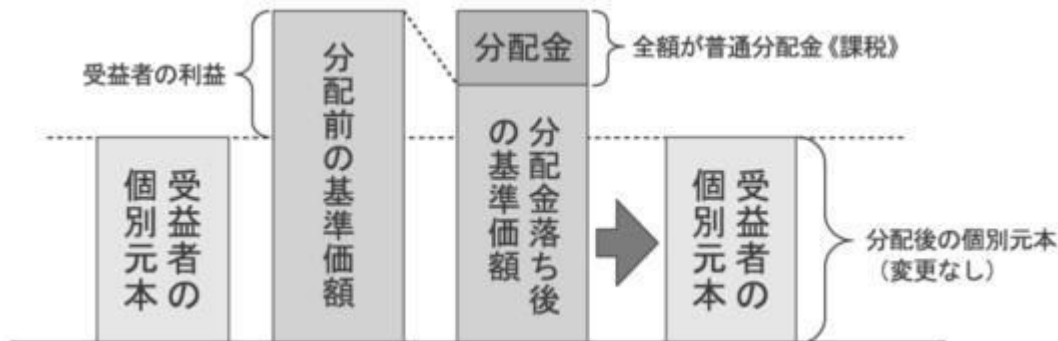 受益者の利益
受益者の
個別元本
分配前の基準価額
分配金
全額が普通分配金《課税》
分配金落ち後
の基準価額
受益者の
個別元本
分配後の個別元本
(変更なし)